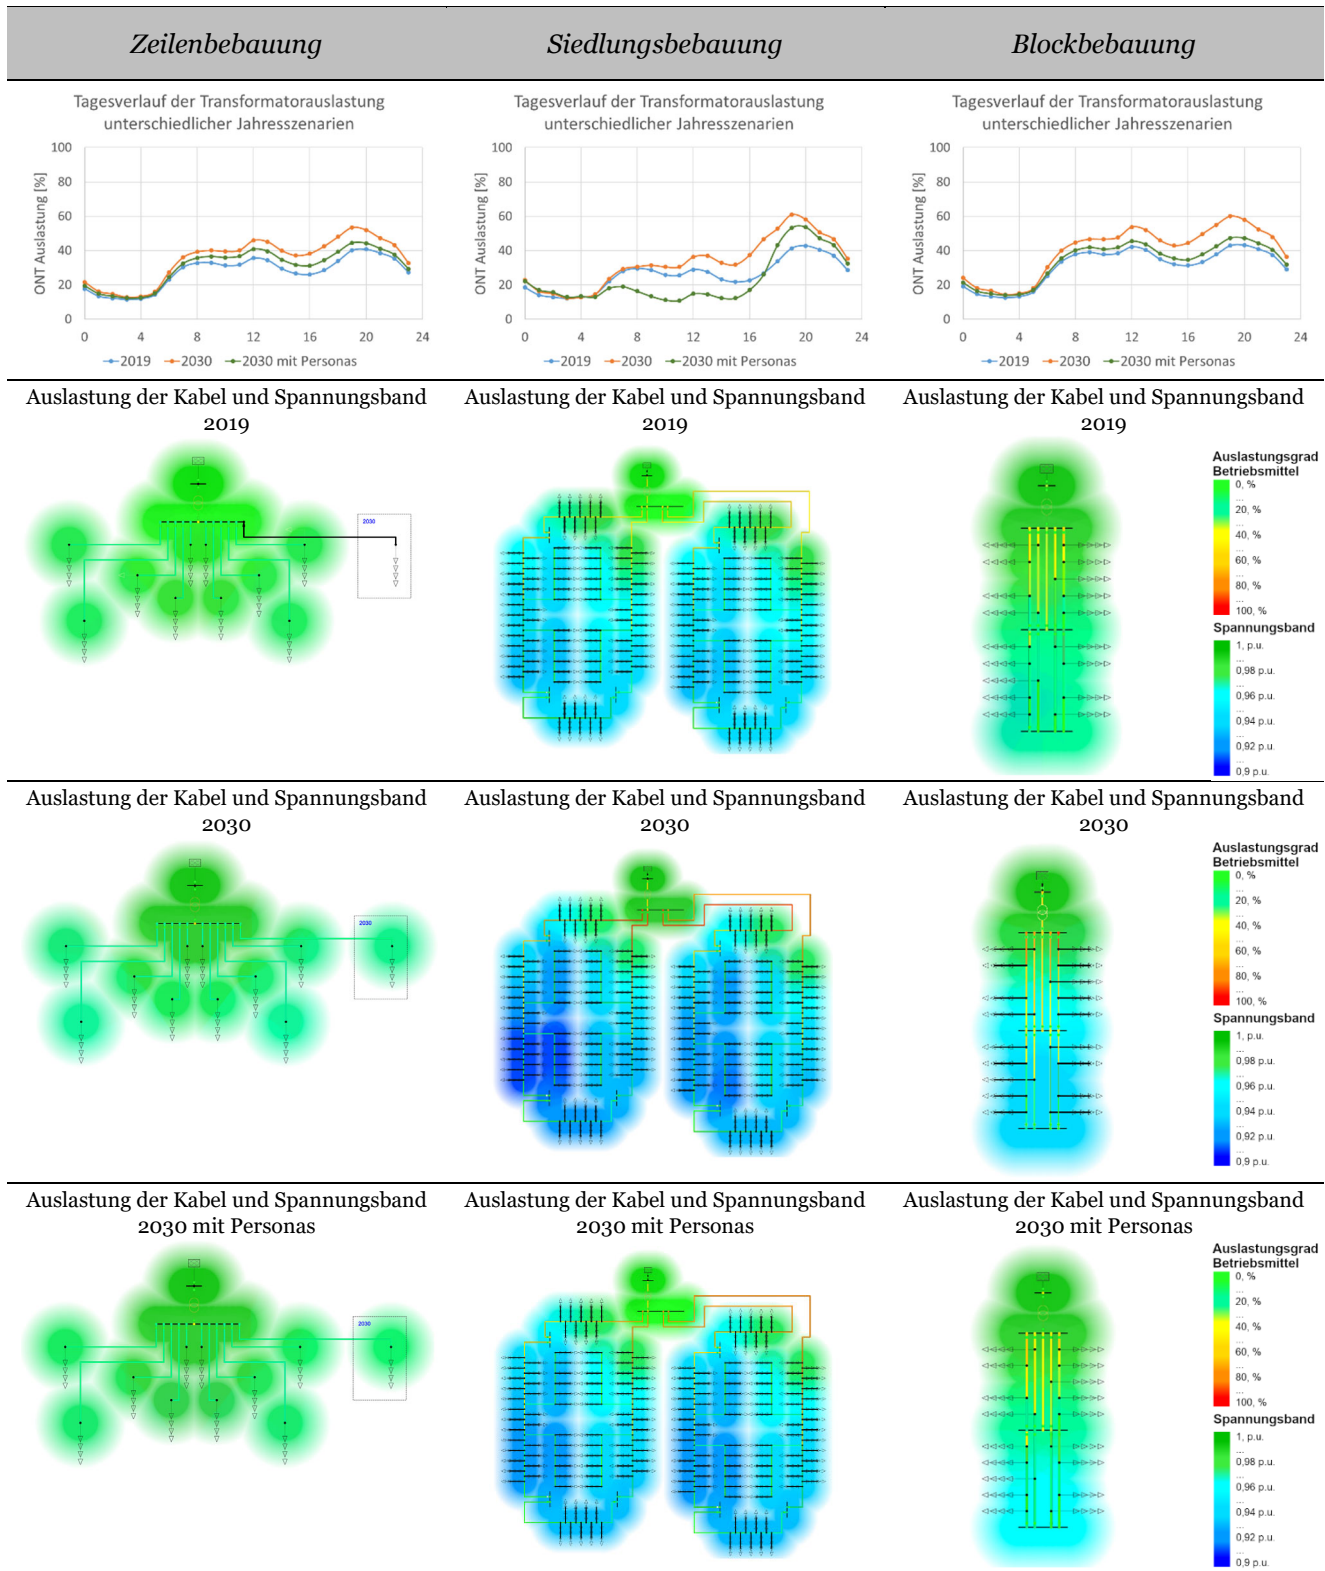 Zeilenbebauung
Siedlungsbebauung
Blockbebauung
Tagesverlauf der Transformatorauslastung
unterschiedlicher Jahresszenarien
ONT Auslastung [%]
100
80
60
40
20
0
0 4 8 12 16 20 24
2019 2030 2030 mit Personas
Tagesverlauf der Transformatorauslastung
unterschiedlicher Jahresszenarien
ONT Auslastung [%]
100
80
60
40
20
0
0 4 8 12 16 20 24
2019 2030 2030 mit Personas
Tagesverlauf der Transformatorauslastung
unterschiedlicher Jahresszenarien
ONT Auslastung [%]
100
80
60
40
20
0
0 4 8 12 16 20 24
2019 2030 2030 mit Personas
Auslastung der Kabel und Spannungsband
2019
2030
Auslastung der Kabel und Spannungsband
2019
Auslastung der Kabel und Spannungsband
2019
Auslastungsgrad
Betriebsmittel
0, %
...
20, %
...
40, %
...
60, %
...
80, %
...
100, %
Spannungsband
1, p.u.
...
0,98 p.u.
...
0,96 p.u.
...
0,94 p.u.
...
0,92 p.u.
...
0,9 p.u.
Auslastung der Kabel und Spannungsband
2030
2030
Auslastung der Kabel und Spannungsband
2030
Auslastung der Kabel und Spannungsband
2030
Auslastungsgrad
Betriebsmittel
0, %
...
20, %
...
40, %
...
60, %
...
80, %
...
100, %
Spannungsband
1, p.u.
...
0,98 p.u.
...
0,96 p.u.
...
0,94 p.u.
...
0,92 p.u.
...
0,9 p.u.
Auslastung der Kabel und Spannungsband
2030 mit Personas
2030
Auslastung der Kabel und Spannungsband
2030 mit Personas
Auslastung der Kabel und Spannungsband
2030 mit Personas
Auslastungsgrad
Betriebsmittel
0, %
...
20, %
...
40, %
...
60, %
...
80, %
...
100, %
Spannungsband
1, p.u.
...
0,98 p.u.
...
0,96 p.u.
...
0,94 p.u.
...
0,92 p.u.
...
0,9 p.u.